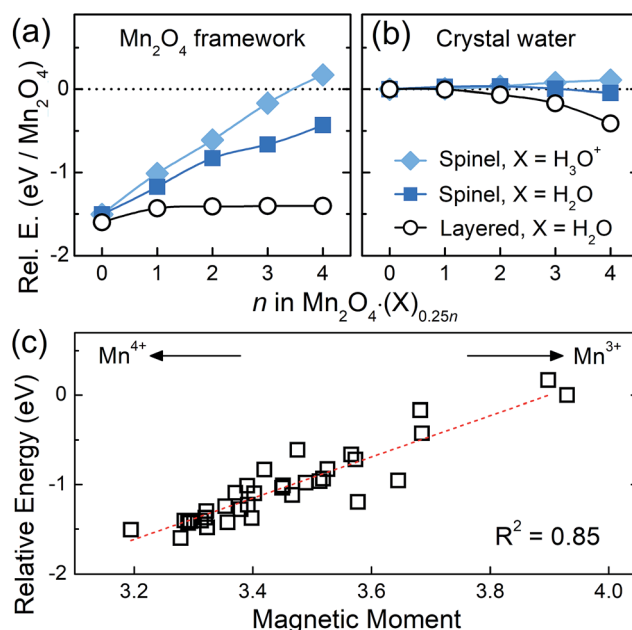 (a) Mn₂O₄ framework
(b) Crystal water
Rel. E. (eV / Mn₂O₄)
0
-1
-2
Spinel, X = H₃O⁺
Spinel, X = H₂O
Layered, X = H₂O
0 1 2 3 4
0 1 2 3 4
n in Mn₂O₄·(X)₀.₂₅ₙ
(c)
Mn⁴⁺
Mn³⁺
Relative Energy (eV)
0
-1
-2
R² = 0.85
3.2 3.4 3.6 3.8 4.0
Magnetic Moment